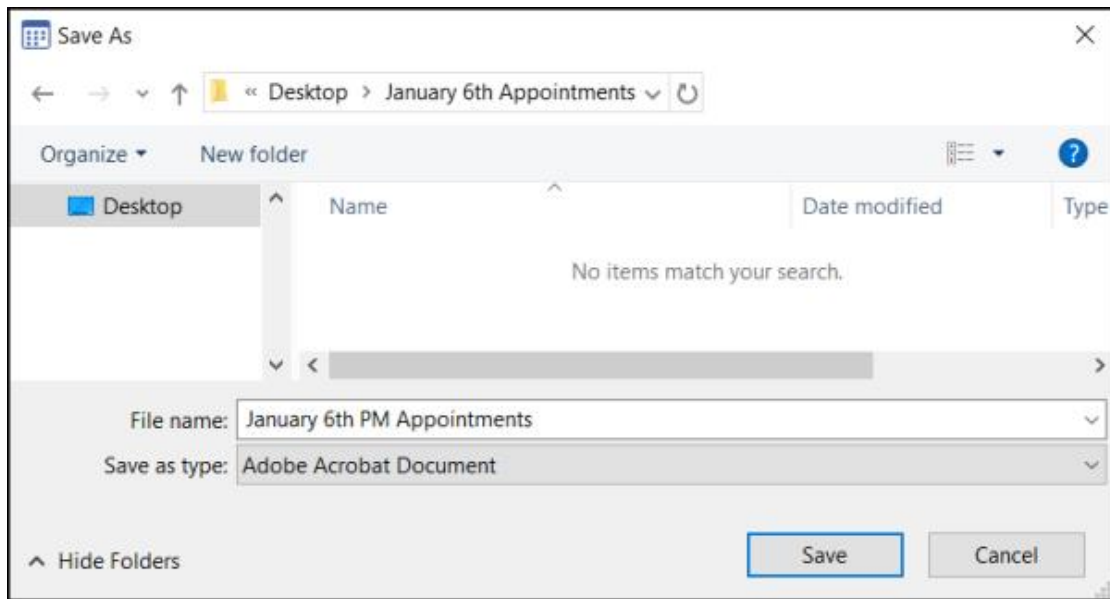 Save As
« Desktop > January 6th Appointments
Organize New folder ?
Desktop Name Date modified Type
No items match your search.
File name: January 6th PM Appointments
Save as type: Adobe Acrobat Document
Hide Folders Save Cancel